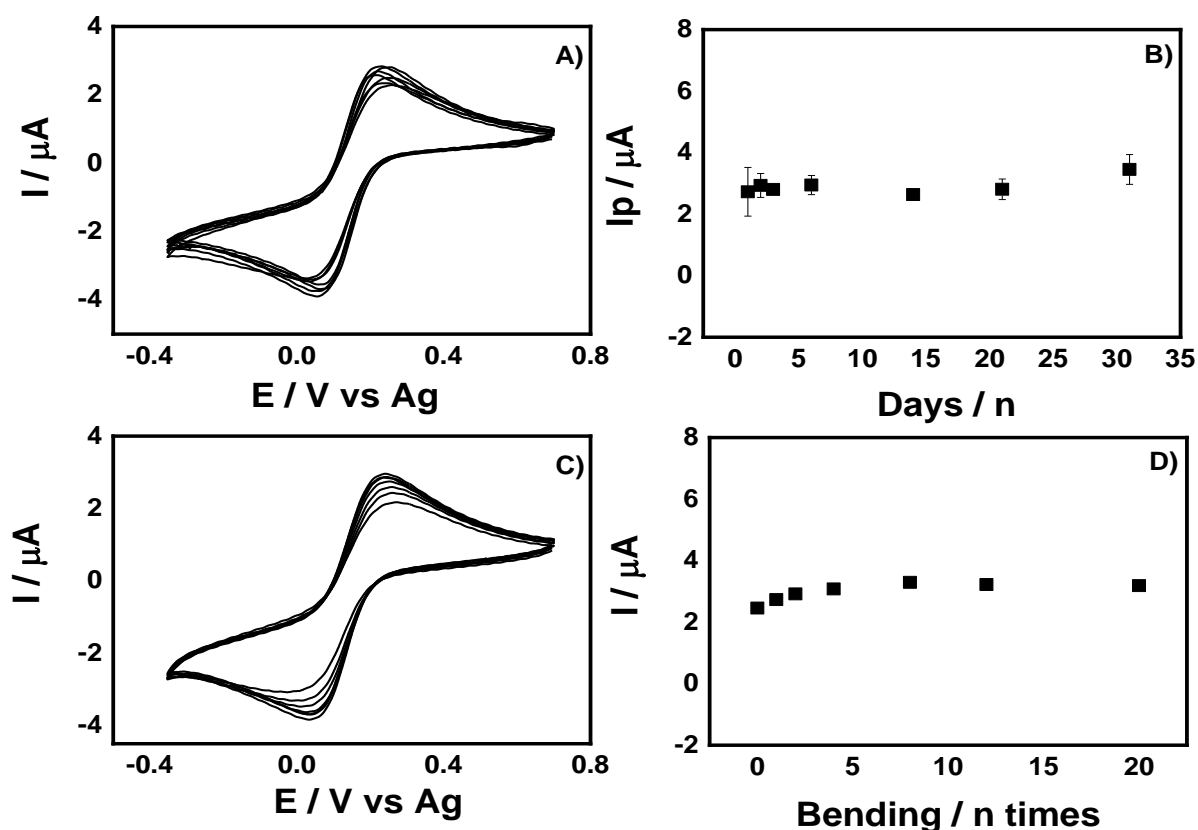 A)
4
2
0
-2
-4
I / μA
-0.4 0.0 0.4 0.8
E / V vs Ag
B)
8
6
4
2
0
-2
Ip / μA
0 5 10 15 20 25 30 35
Days / n
C)
4
2
0
-2
-4
I / μA
-0.4 0.0 0.4 0.8
E / V vs Ag
D)
8
6
4
2
0
-2
I / μA
0 5 10 15 20
Bending / n times